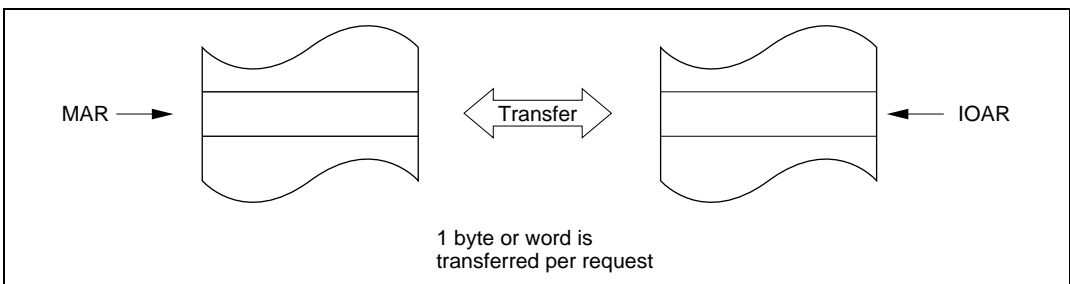 MAR
Transfer
IOAR
1 byte or word is
transferred per request